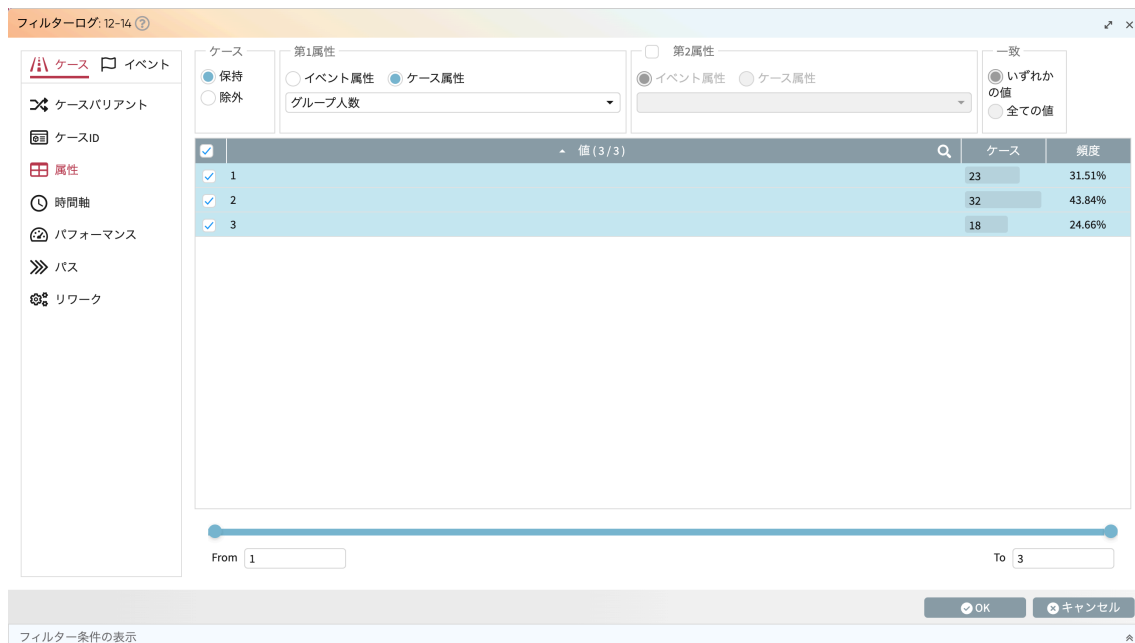 フィルターログ: 12-14 ?
ケース イベント
ケースバリアント
ケースID
属性
時間軸
パフォーマンス
パス
リワーク
ケース
保持
除外
第1属性
イベント属性 ケース属性
グループ人数
第2属性
イベント属性 ケース属性
一致
いずれか
の値
全ての値
値 (3/3) ケース 頻度
1 23 31.51%
2 32 43.84%
3 18 24.66%
From 1 To 3
OK キャンセル
フィルター条件の表示